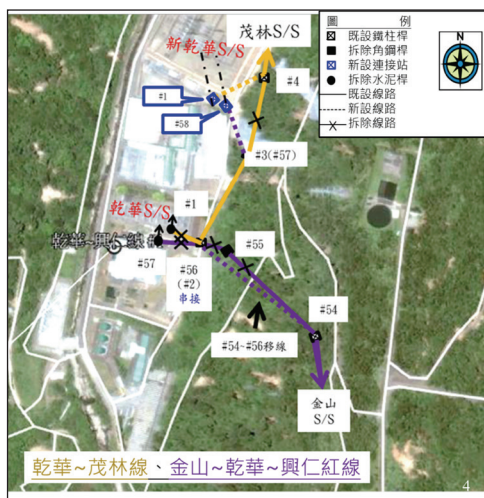 茂林S/S
圖 例
既設鐵柱桿
拆除角鋼桿
新設連接站
拆除水泥桿
既設線路
新設線路
拆除線路
N
新乾華S/S
#1
#4
#58
#3(#57)
乾華S/S
#1
乾華~興仁線
#57
#56
(#2)
串接
#55
#54
#54~#56移線
金山
S/S
乾華~茂林線、金山~乾華~興仁紅線
4